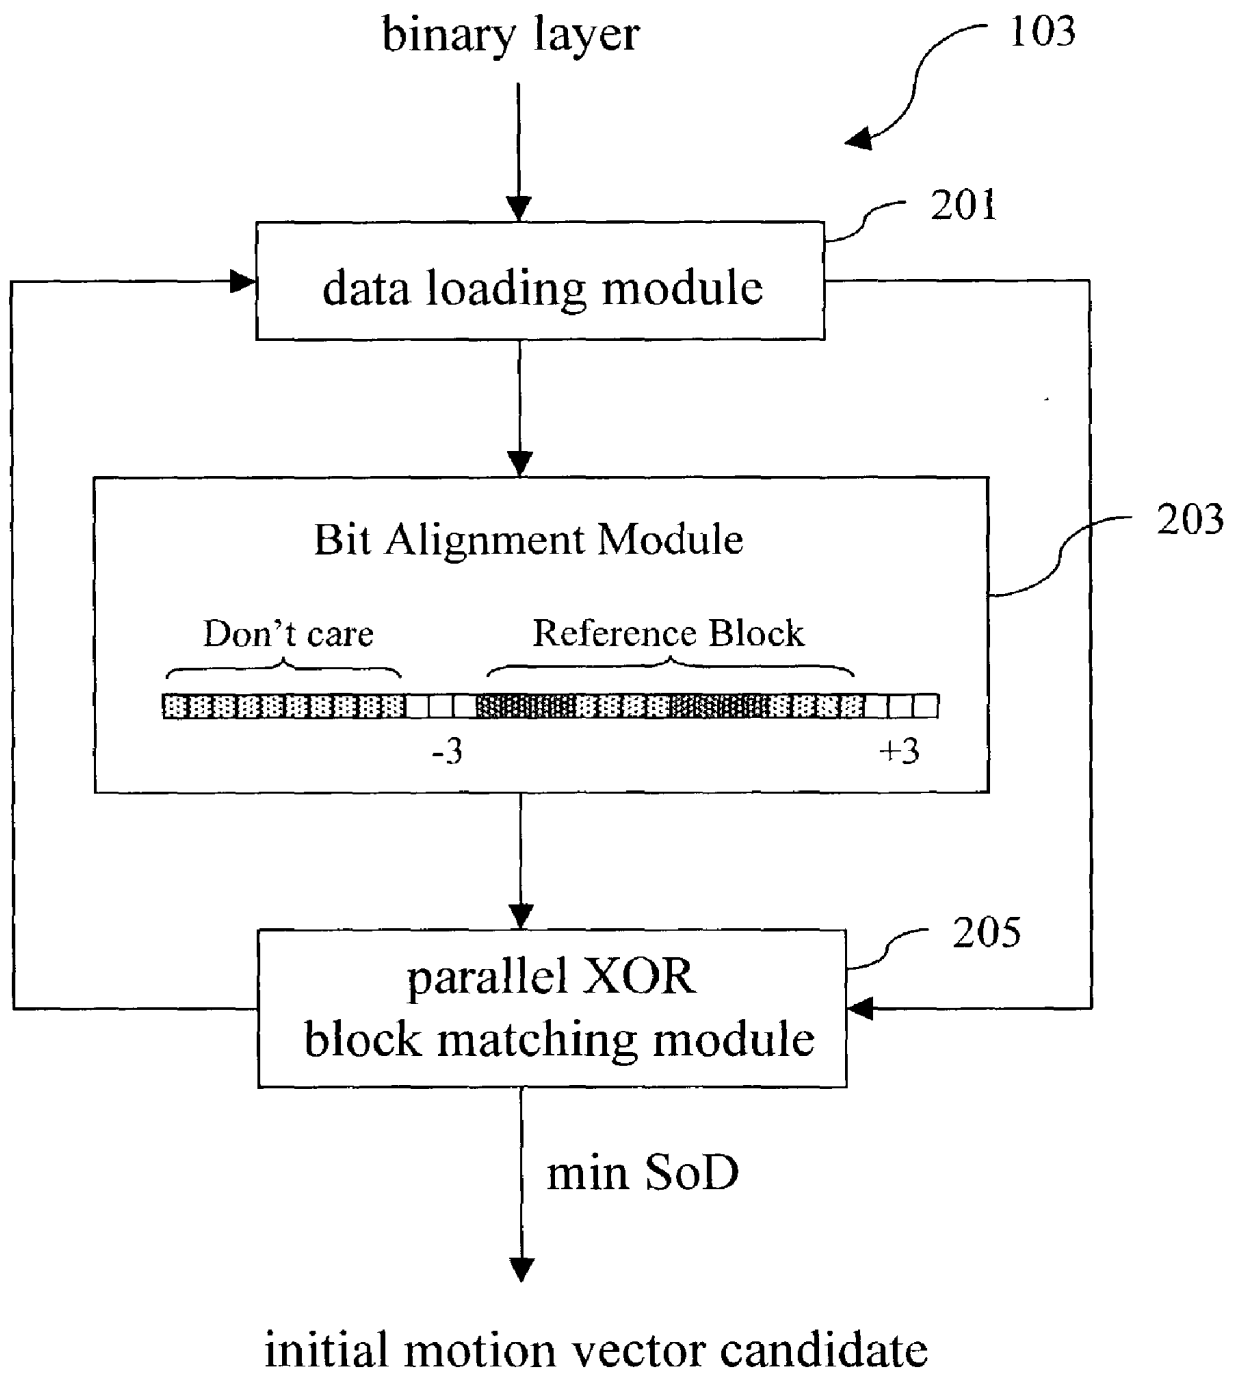 binary layer
103
201
data loading module
203
Bit Alignment Module
Don't care
Reference Block
-3
+3
205
parallel XOR
block matching module
min SoD
initial motion vector candidate